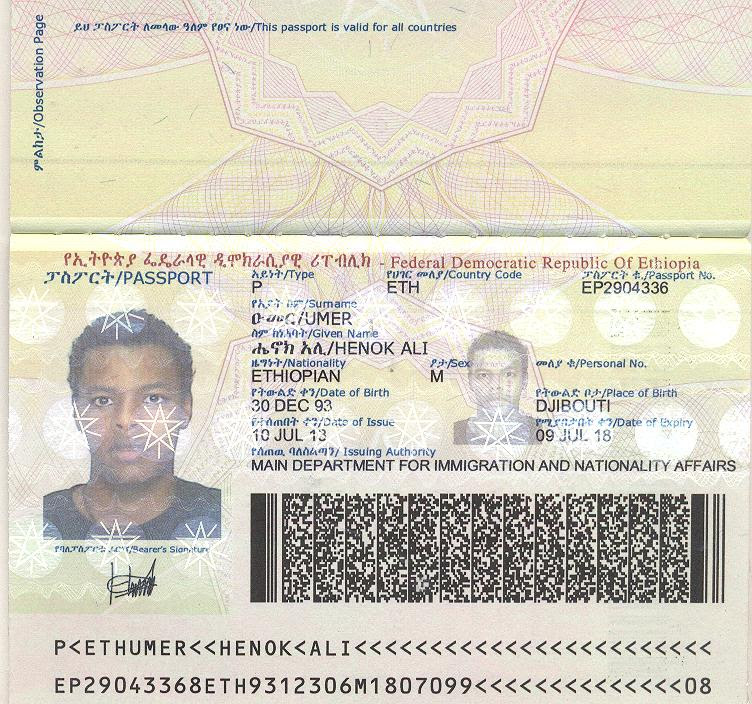 ይህ ፓስፖርት ለመላው ዓለም የፀና ነው/This passport is valid for all countries
ምልከታ/Observation Page
የኢትዮጵያ ፌዴራላዊ ዲሞክራሲያዊ ሪፐብሊክ - Federal Democratic Republic Of Ethiopia
ፓስፖርት/PASSPORT
አይነት/Type የሀገር መለያ/Country Code ፓስፖርት ቁ./Passport No.
P ETH EP2904336
የአያት ስም/Surname
ዑመር/UMER
ስም ከነአባት/Given Name
ሔኖክ አሊ/HENOK ALI
ዜግነት/Nationality ፆታ/Sex መለያ ቁ/Personal No.
ETHIOPIAN M
የትውልድ ቀን/Date of Birth የትውልድ ቦታ/Place of Birth
30 DEC 93 DJIBOUTI
የተሰጠበት ቀን/Date of Issue የሚያበቃበት ቀን/Date of Expiry
10 JUL 13 09 JUL 18
የሰጠዉ ባለስልጣን/ Issuing Authority
MAIN DEPARTMENT FOR IMMIGRATION AND NATIONALITY AFFAIRS
የባለፓስፖርቱ ፊርማ/Bearer's Signature
P<ETHUMER<<HENOK<ALI<<<<<<<<<<<<<<<<<<<<<<<<
EP29043368ETH9312306M1807099<<<<<<<<<<<<<<08